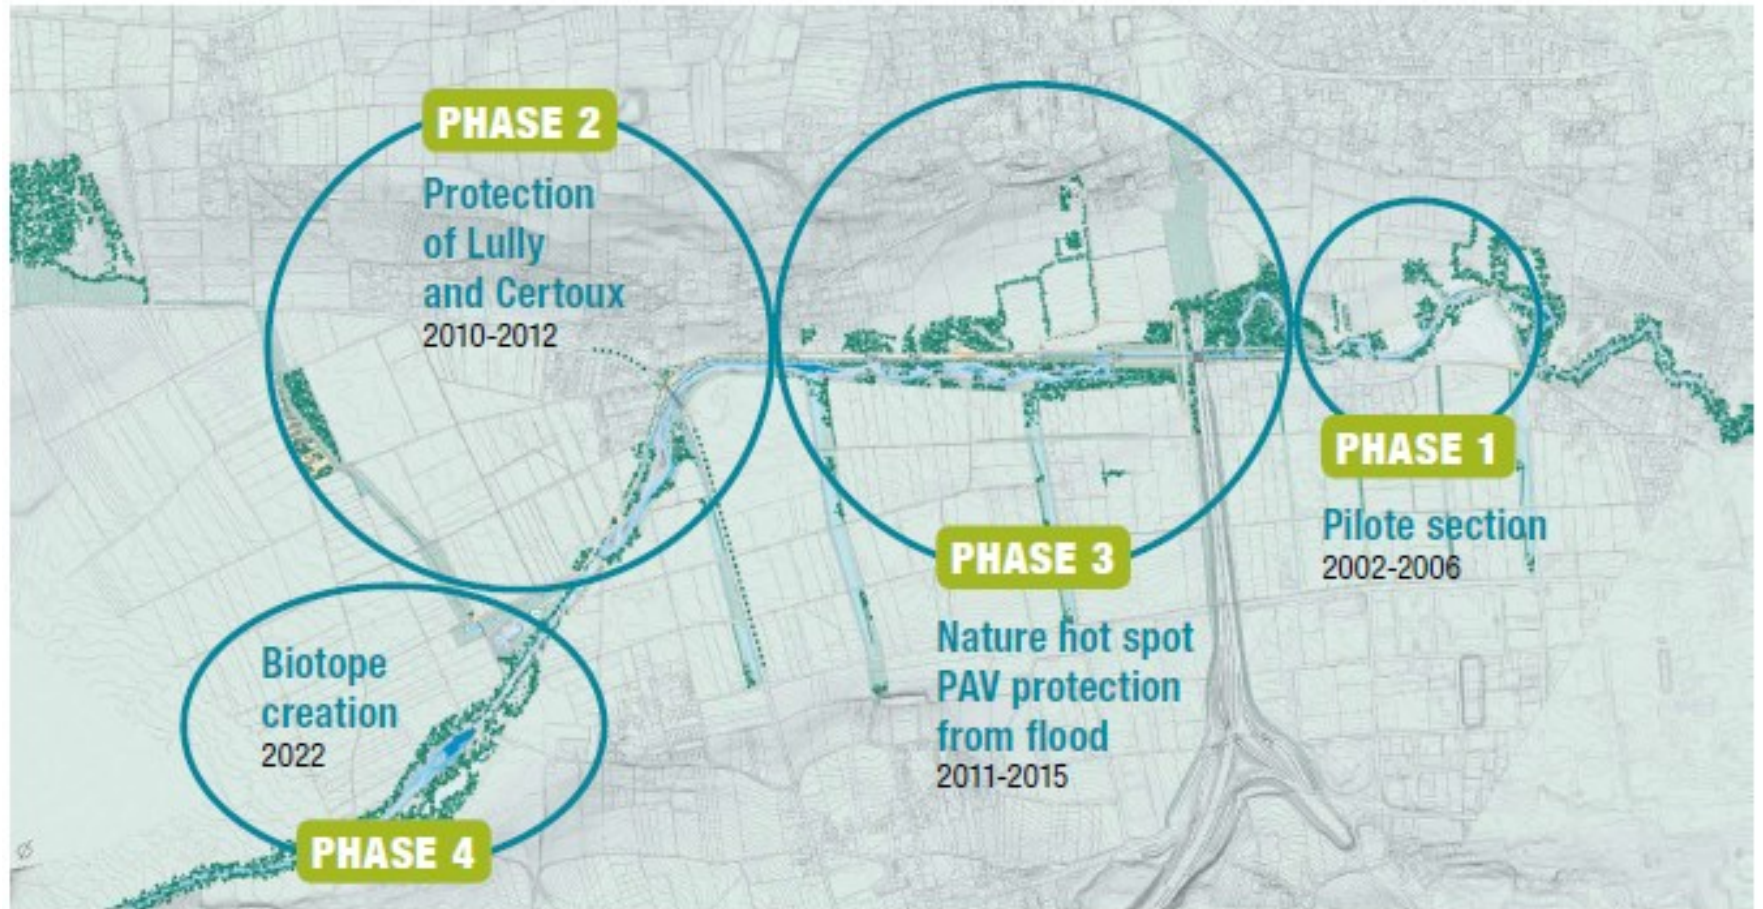 PHASE 2
Protection
of Lully
and Certoux
2010-2012
PHASE 1
Pilote section
2002-2006
PHASE 3
Nature hot spot
PAV protection
from flood
2011-2015
Biotope
creation
2022
PHASE 4